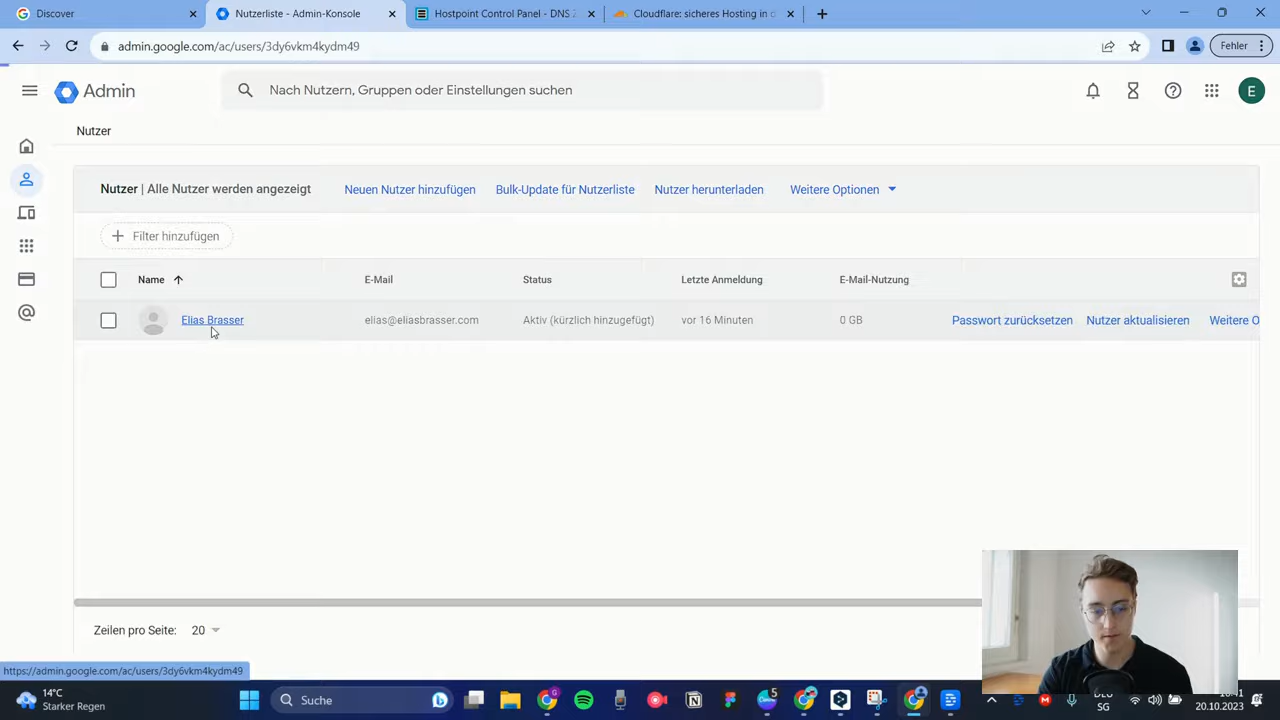 Discover
Nutzerliste - Admin-Konsole
Hostpoint Control Panel - DNS
Cloudflare: sicheres Hosting in d
admin.google.com/ac/users/3dy6vkm4kydm49
Fehler
Admin
Nach Nutzern, Gruppen oder Einstellungen suchen
E
Nutzer
Nutzer | Alle Nutzer werden angezeigt
Neuen Nutzer hinzufügen
Bulk-Update für Nutzerliste
Nutzer herunterladen
Weitere Optionen
Filter hinzufügen
Name
E-Mail
Status
Letzte Anmeldung
E-Mail-Nutzung
Elias Brasser
elias@eliasbrasser.com
Aktiv (kürzlich hinzugefügt)
vor 16 Minuten
0 GB
Passwort zurücksetzen
Nutzer aktualisieren
Weitere O
Zeilen pro Seite: 20
https://admin.google.com/ac/users/3dy6vkm4kydm49
14°C
Starker Regen
Suche
5
SG
20.10.2023